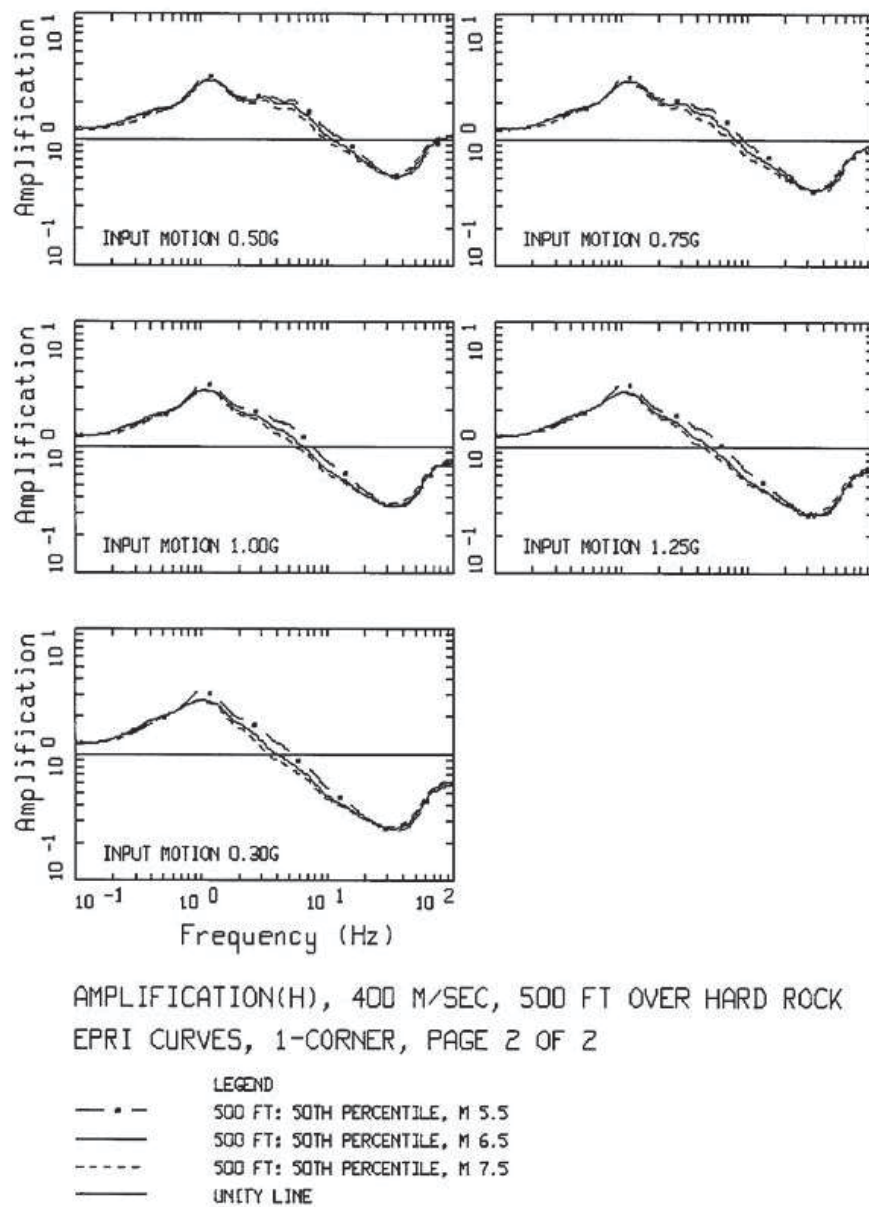 Amplification
10^1
10^0
10^-1
INPUT MOTION 0.50G
10^1
10^0
10^-1
INPUT MOTION 0.75G
Amplification
10^1
10^0
10^-1
INPUT MOTION 1.00G
10^1
10^0
10^-1
INPUT MOTION 1.25G
Amplification
10^1
10^0
10^-1
INPUT MOTION 0.30G
10^-1 10^0 10^1 10^2
Frequency (Hz)
AMPLIFICATION(H), 400 M/SEC, 500 FT OVER HARD ROCK
EPRI CURVES, 1-CORNER, PAGE 2 OF 2
LEGEND
500 FT: 50TH PERCENTILE, M 5.5
500 FT: 50TH PERCENTILE, M 6.5
500 FT: 50TH PERCENTILE, M 7.5
UNITY LINE